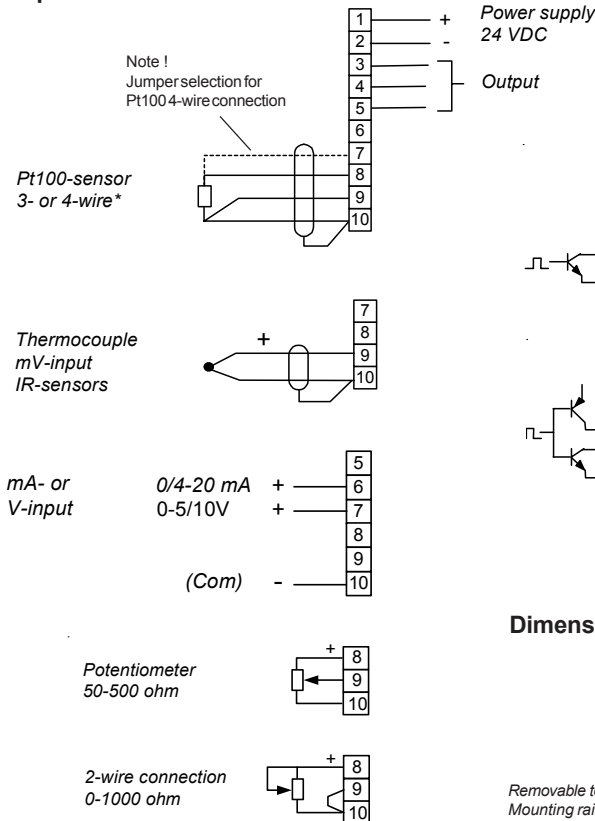 1
+
Power supply
2
-
24 VDC
3
4
Output
5
6
7
8
9
10
Note !
Jumper selection for
Pt100 4-wire connection
Pt100-sensor
3- or 4-wire*
Thermocouple
mV-input
IR-sensors
+
7
8
9
10
mA- or
V-input
0/4-20 mA +
0-5/10V +
(Com) -
5
6
7
8
9
10
Potentiometer
50-500 ohm
+
8
9
10
2-wire connection
0-1000 ohm
+
8
9
10
Dimens
Removable
Mounting